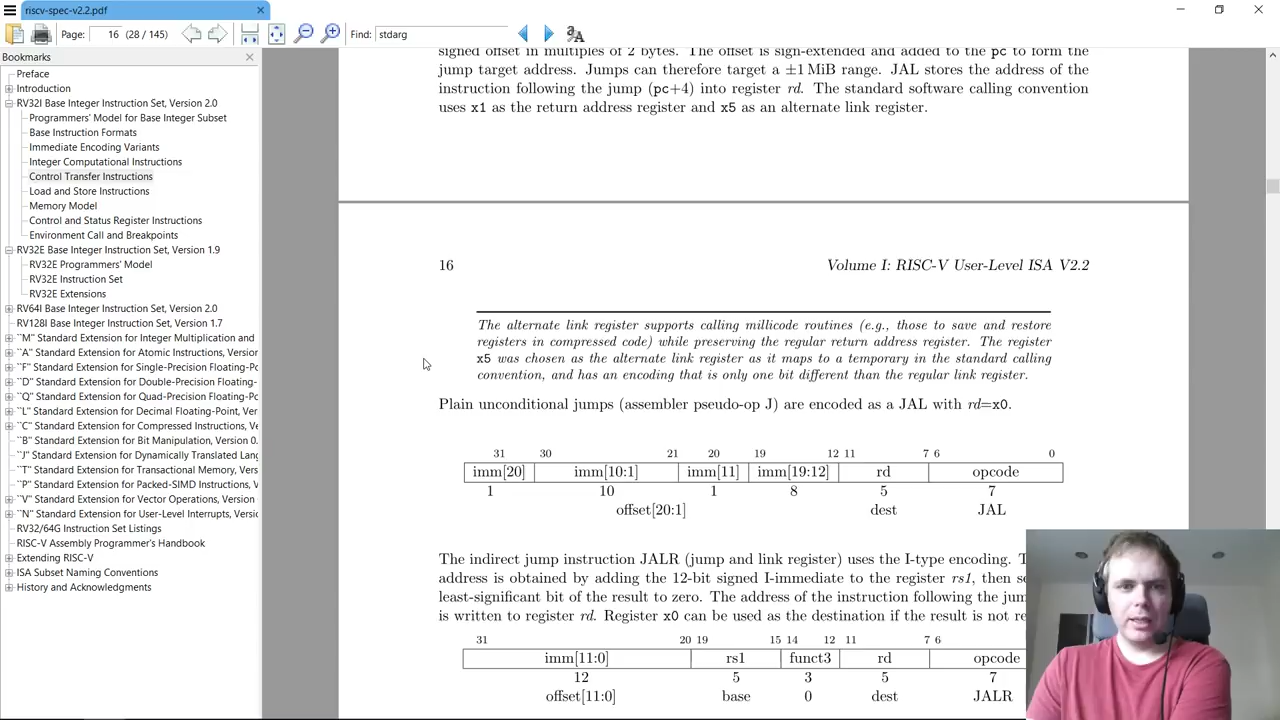 riscv-spec-v2.2.pdf
Page: 16 (28 / 145) Find: stdarg
Bookmarks
Preface
Introduction
RV32I Base Integer Instruction Set, Version 2.0
Programmers' Model for Base Integer Subset
Base Instruction Formats
Immediate Encoding Variants
Integer Computational Instructions
Control Transfer Instructions
Load and Store Instructions
Memory Model
Control and Status Register Instructions
Environment Call and Breakpoints
RV32E Base Integer Instruction Set, Version 1.9
RV32E Programmers' Model
RV32E Instruction Set
RV32E Extensions
RV64I Base Integer Instruction Set, Version 2.0
RV128I Base Integer Instruction Set, Version 1.7
``M'' Standard Extension for Integer Multiplication and
``A'' Standard Extension for Atomic Instructions, Version
``F'' Standard Extension for Single-Precision Floating-Po
``D'' Standard Extension for Double-Precision Floating-
``Q'' Standard Extension for Quad-Precision Floating-Po
``L'' Standard Extension for Decimal Floating-Point, Ver
``C'' Standard Extension for Compressed Instructions, Ve
``B'' Standard Extension for Bit Manipulation, Version 0.
``J'' Standard Extension for Dynamically Translated Lang
``T'' Standard Extension for Transactional Memory, Vers
``P'' Standard Extension for Packed-SIMD Instructions, V
``V'' Standard Extension for Vector Operations, Version
``N'' Standard Extension for User-Level Interrupts, Versio
RV32/64G Instruction Set Listings
RISC-V Assembly Programmer's Handbook
Extending RISC-V
ISA Subset Naming Conventions
History and Acknowledgments
signed offset in multiples of 2 bytes. The offset is sign-extended and added to the pc to form the
jump target address. Jumps can therefore target a ±1 MiB range. JAL stores the address of the
instruction following the jump (pc+4) into register rd. The standard software calling convention
uses x1 as the return address register and x5 as an alternate link register.
16 Volume I: RISC-V User-Level ISA V2.2
The alternate link register supports calling millicode routines (e.g., those to save and restore
registers in compressed code) while preserving the regular return address register. The register
x5 was chosen as the alternate link register as it maps to a temporary in the standard calling
convention, and has an encoding that is only one bit different than the regular link register.
Plain unconditional jumps (assembler pseudo-op J) are encoded as a JAL with rd=x0.
31 30 21 20 19 12 11 7 6 0
imm[20] imm[10:1] imm[11] imm[19:12] rd opcode
1 10 1 8 5 7
offset[20:1] dest JAL
The indirect jump instruction JALR (jump and link register) uses the I-type encoding. T
address is obtained by adding the 12-bit signed I-immediate to the register rs1, then se
least-significant bit of the result to zero. The address of the instruction following the jum
is written to register rd. Register x0 can be used as the destination if the result is not re
31 20 19 15 14 12 11 7 6
imm[11:0] rs1 funct3 rd opcode
12 5 3 5 7
offset[11:0] base 0 dest JALR